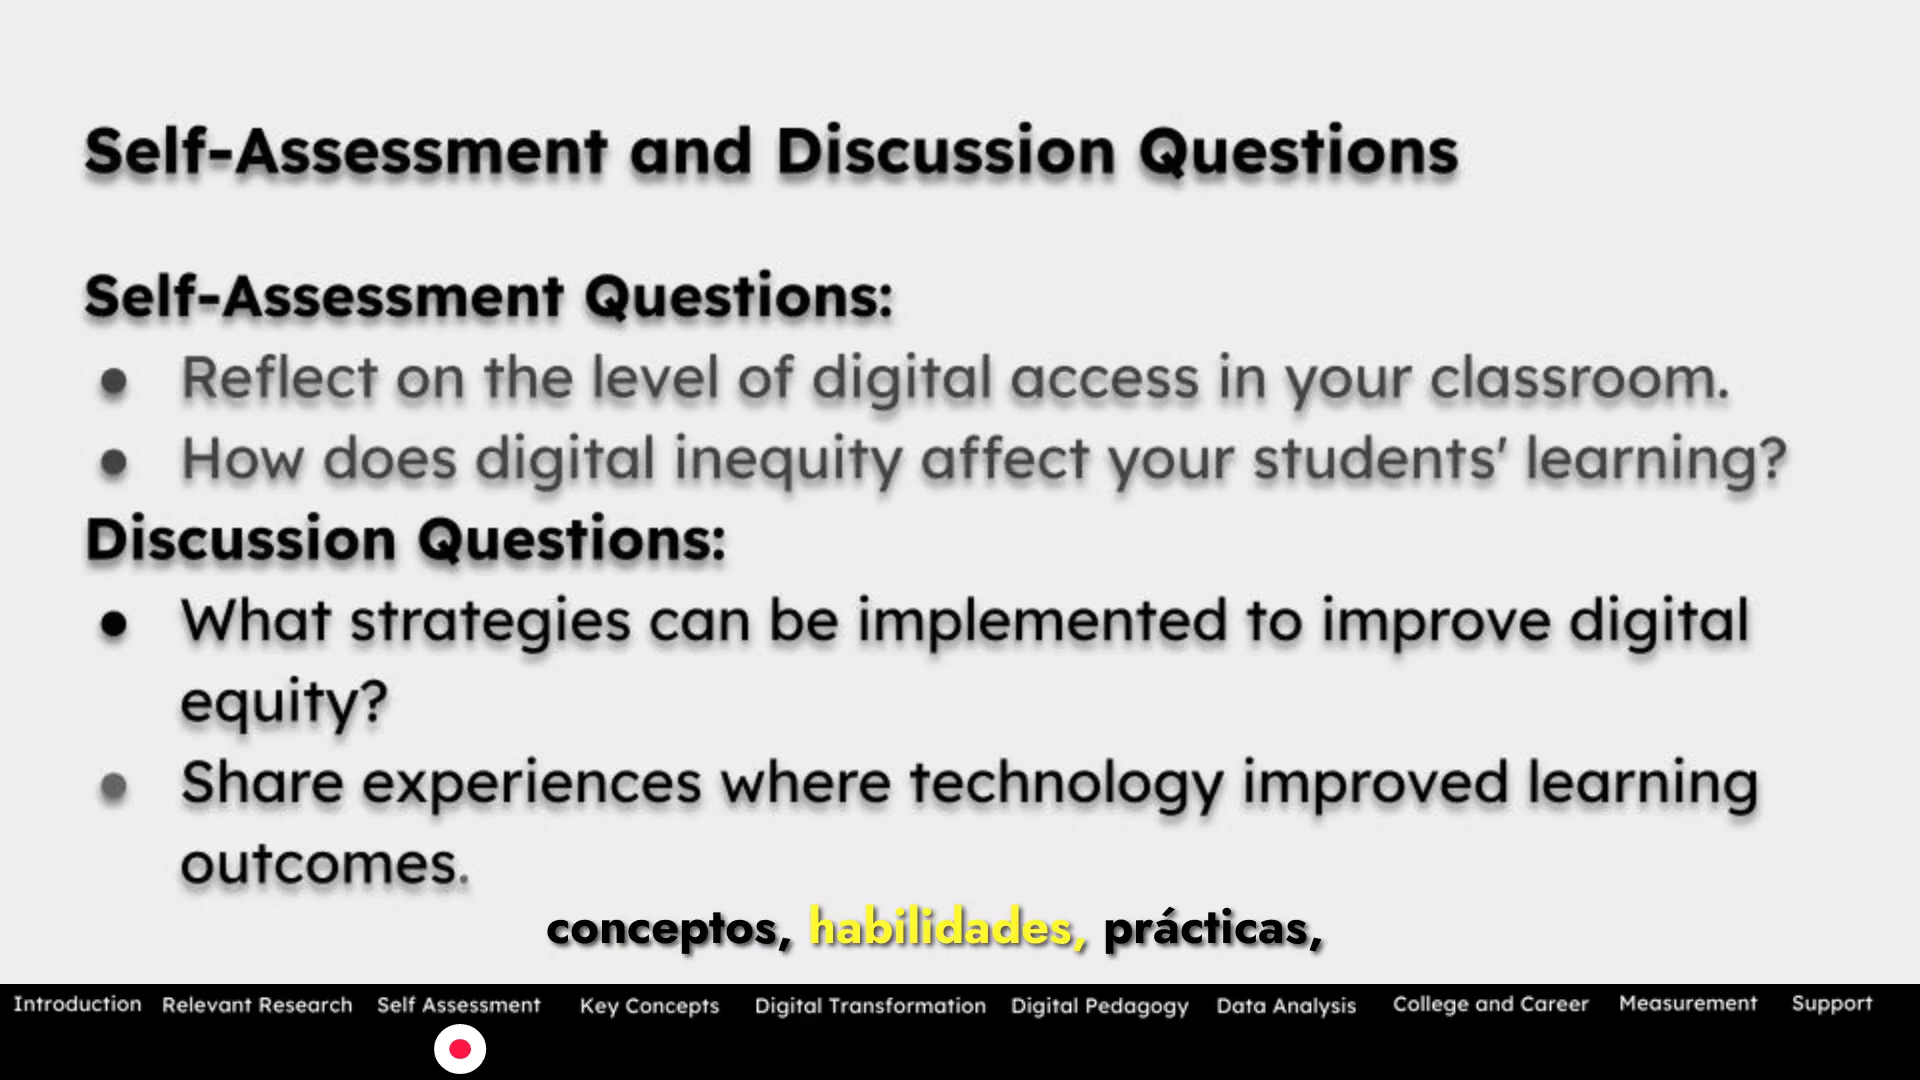 Self-Assessment and Discussion Questions
Self-Assessment Questions:
● Reflect on the level of digital access in your classroom.
● How does digital inequity affect your students' learning?
Discussion Questions:
● What strategies can be implemented to improve digital
equity?
● Share experiences where technology improved learning
outcomes.
conceptos, habilidades, prácticas,
Introduction Relevant Research Self Assessment Key Concepts Digital Transformation Digital Pedagogy Data Analysis College and Career Measurement Support